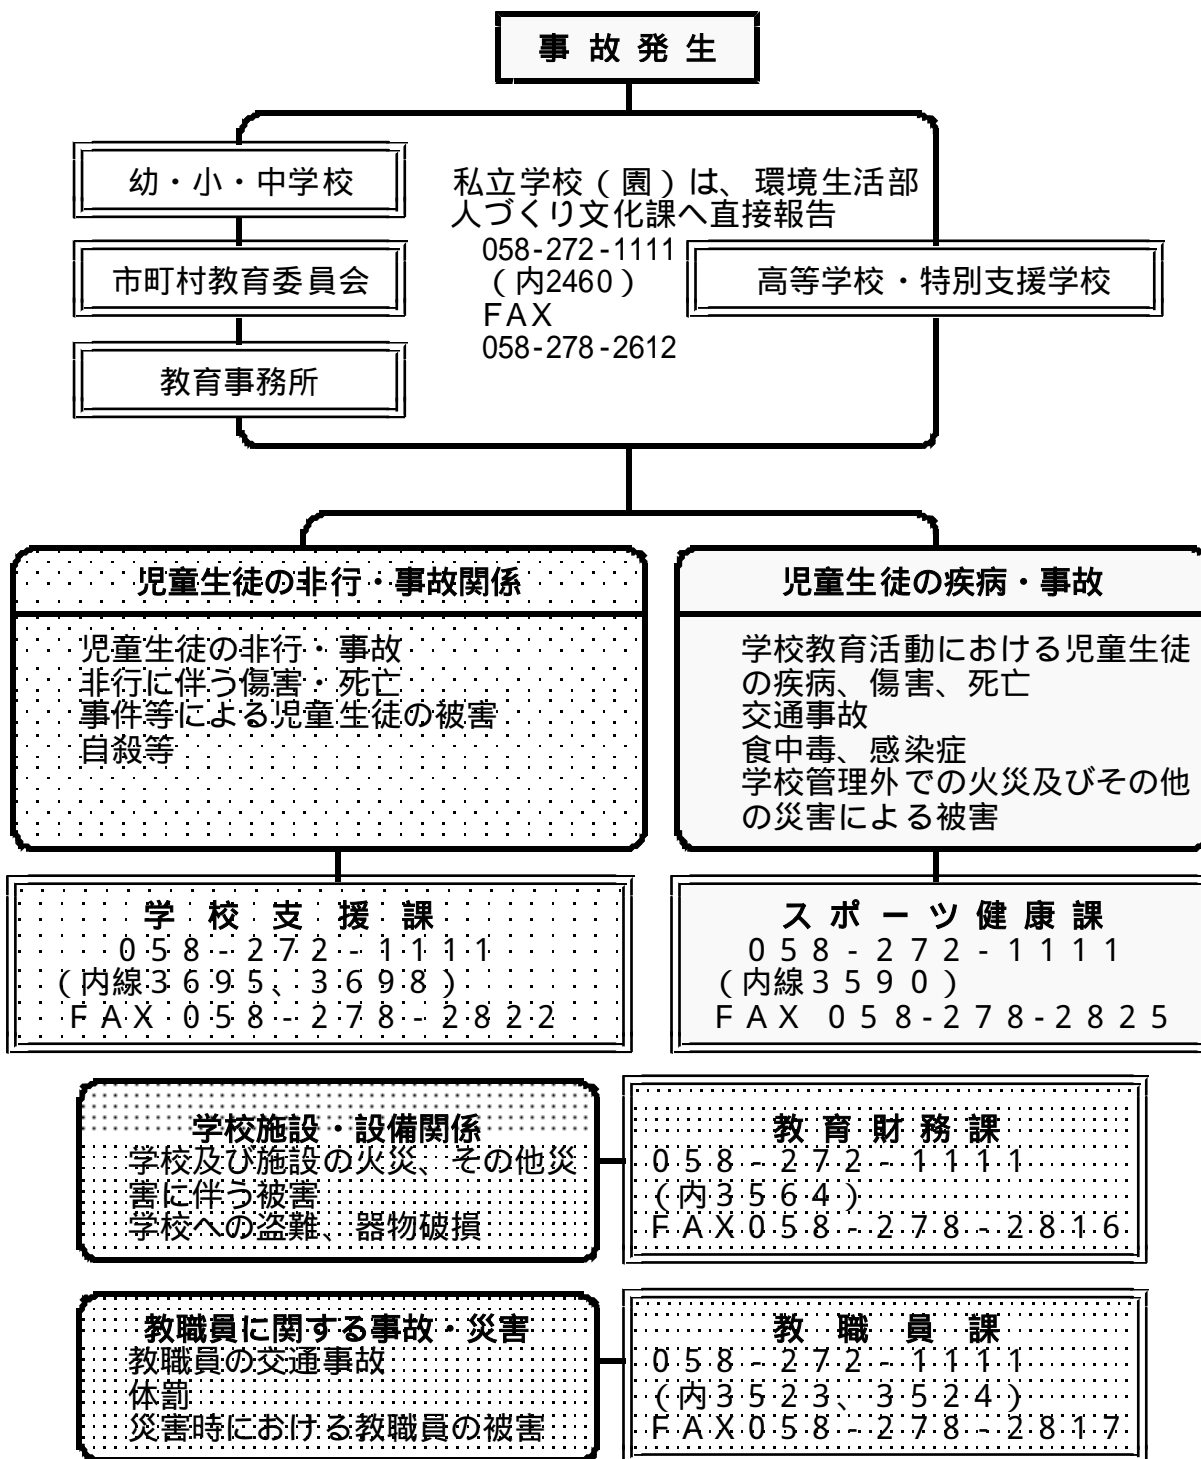 事故発生
幼・小・中学校
市町村教育委員会
教育事務所
私立学校（園）は、環境生活部
人づくり文化課へ直接報告
058-272-1111
（内2460）
FAX
058-278-2612
高等学校・特別支援学校
児童生徒の非行・事故関係
児童生徒の非行・事故
非行に伴う傷害・死亡
事件等による児童生徒の被害
自殺等
児童生徒の疾病・事故
学校教育活動における児童生徒
の疾病、傷害、死亡
交通事故
食中毒、感染症
学校管理外での火災及びその他
の災害による被害
学校支援課
058-272-1111
（内線3695、3698）
FAX 058-278-2822
スポーツ健康課
058-272-1111
（内線3590）
FAX 058-278-2825
学校施設・設備関係
学校及び施設の火災、その他災
害に伴う被害
学校への盗難、器物破損
教育財務課
058-272-1111
（内3564）
FAX058-278-2816
教職員に関する事故・災害
教職員の交通事故
体罰
災害時における教職員の被害
教職員課
058-272-1111
（内3523、3524）
FAX058-278-2817